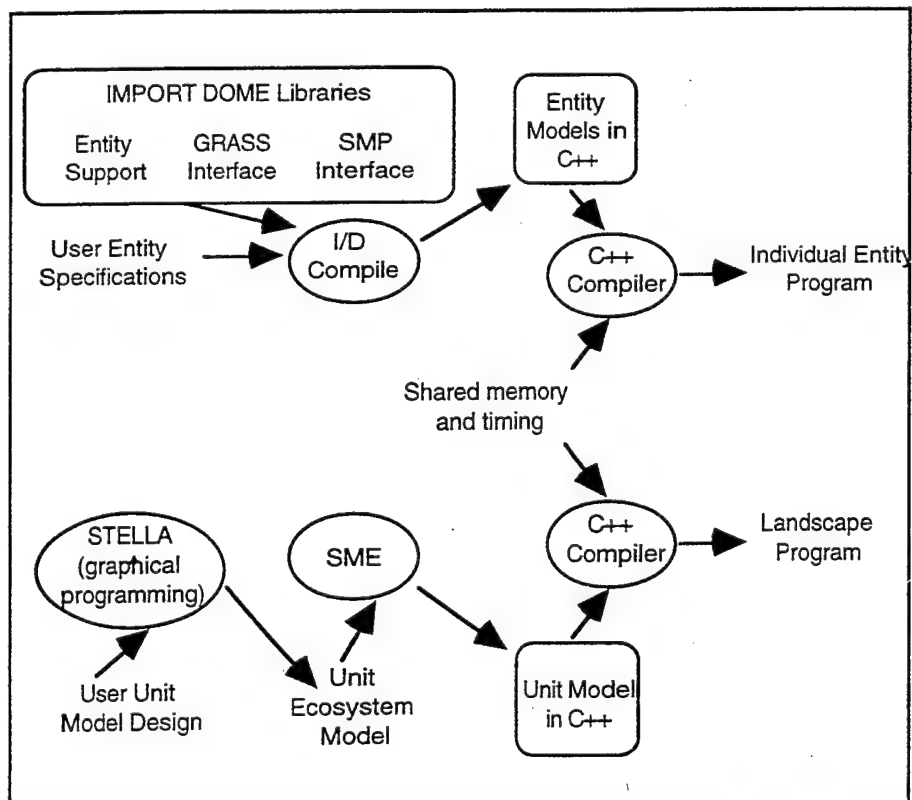 IMPORT DOME Libraries
Entity
Support
GRASS
Interface
SMP
Interface
Entity
Models in
C++
User Entity
Specifications
I/D
Compile
C++
Compiler
Individual Entity
Program
Shared memory
and timing
STELLA
(graphical
programming)
SME
C++
Compiler
Landscape
Program
User Unit
Model Design
Unit
Ecosystem
Model
Unit Model
in C++